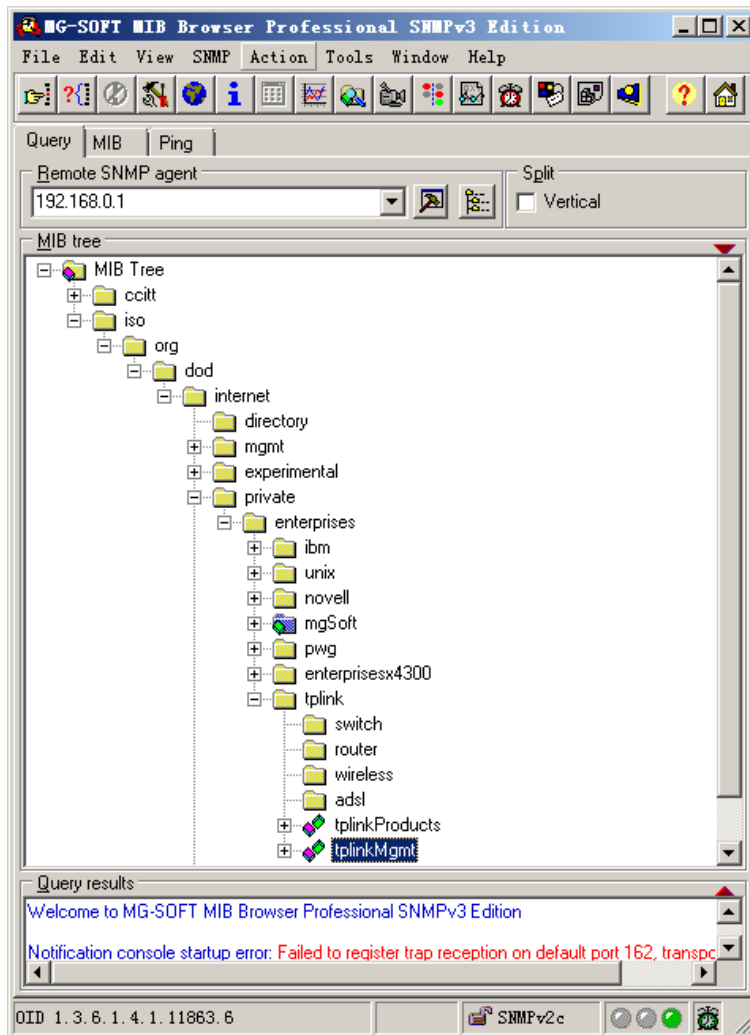 MG-SOFT MIB Browser Professional SNMPv3 Edition
File Edit View SNMP Action Tools Window Help
Query MIB Ping
Remote SNMP agent Split
192.168.0.1 Vertical
MIB tree
MIB Tree
ccitt
iso
org
dod
internet
directory
mgmt
experimental
private
enterprises
ibm
unix
novell
mgSoft
pwg
enterprisesx4300
tplink
switch
router
wireless
adsl
tplinkProducts
tplinkMgmt
Query results
Welcome to MG-SOFT MIB Browser Professional SNMPv3 Edition
Notification console startup error: Failed to register trap reception on default port 162, transpo
OID 1.3.6.1.4.1.11863.6 SNMPv2c